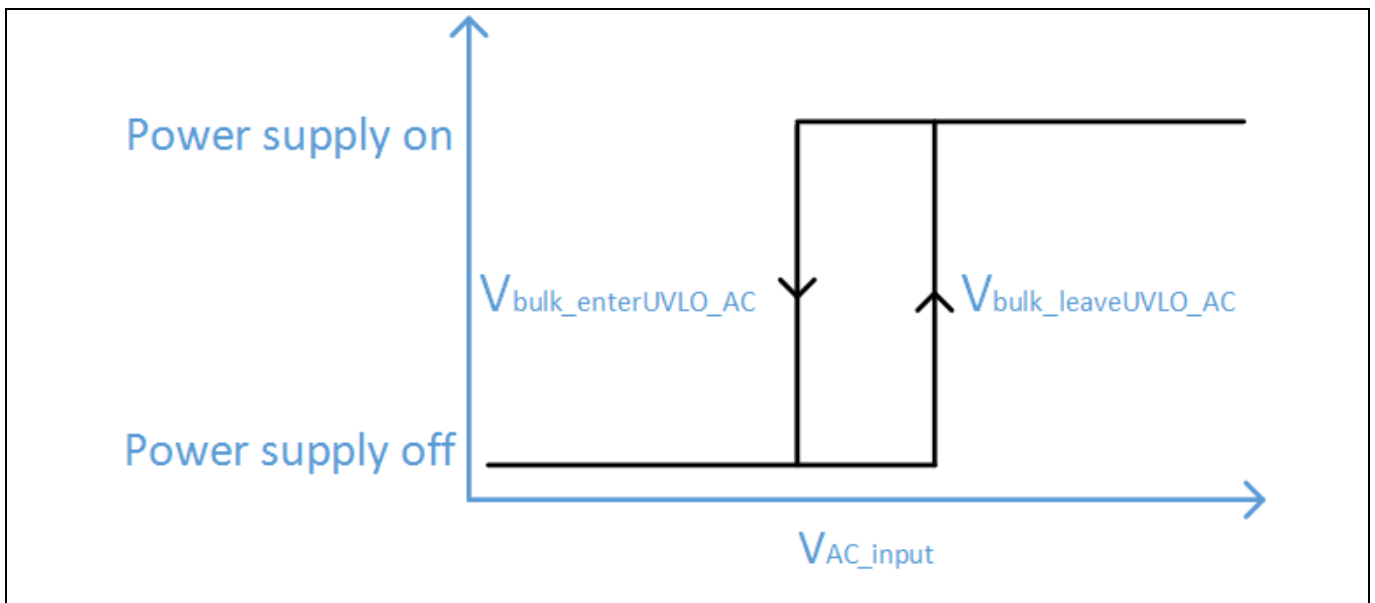 Power supply on
Vbulk_enterUVLO_AC
Vbulk_leaveUVLO_AC
Power supply off
VAC_input